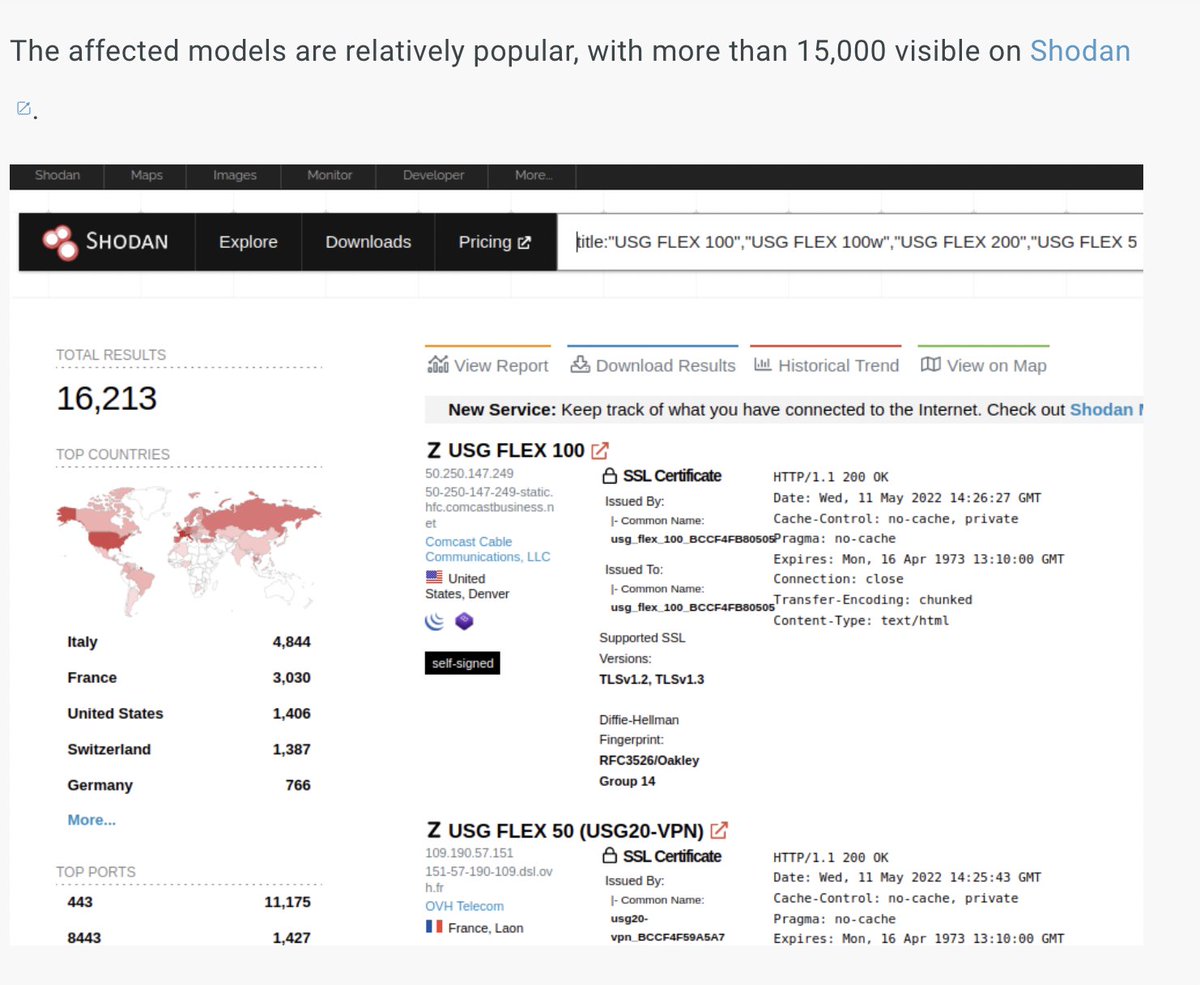 The affected models are relatively popular, with more than 15,000 visible on Shodan
.
Shodan Maps Images Monitor Developer More...
SHODAN Explore Downloads Pricing title:"USG FLEX 100","USG FLEX 100w","USG FLEX 200","USG FLEX 5
TOTAL RESULTS
16,213
TOP COUNTRIES
Italy 4,844
France 3,030
United States 1,406
Switzerland 1,387
Germany 766
More...
TOP PORTS
443 11,175
8443 1,427
View Report Download Results Historical Trend View on Map
New Service: Keep track of what you have connected to the Internet. Check out Shodan
Z USG FLEX 100
50.250.147.249
50-250-147-249-static.
hfc.comcastbusiness.n
et
Comcast Cable
Communications, LLC
United
States, Denver
self-signed
SSL Certificate
Issued By:
|- Common Name:
usg_flex_100_BCCF4FB80505
Issued To:
|- Common Name:
usg_flex_100_BCCF4FB80505
Supported SSL
Versions:
TLSv1.2, TLSv1.3
Diffie-Hellman
Fingerprint:
RFC3526/Oakley
Group 14
HTTP/1.1 200 OK
Date: Wed, 11 May 2022 14:26:27 GMT
Cache-Control: no-cache, private
Pragma: no-cache
Expires: Mon, 16 Apr 1973 13:10:00 GMT
Connection: close
Transfer-Encoding: chunked
Content-Type: text/html
Z USG FLEX 50 (USG20-VPN)
109.190.57.151
151-57-190-109.dsl.ov
h.fr
OVH Telecom
France, Laon
SSL Certificate
Issued By:
|- Common Name:
usg20-
vpn_BCCF4F59A5A7
HTTP/1.1 200 OK
Date: Wed, 11 May 2022 14:25:43 GMT
Cache-Control: no-cache, private
Pragma: no-cache
Expires: Mon, 16 Apr 1973 13:10:00 GMT